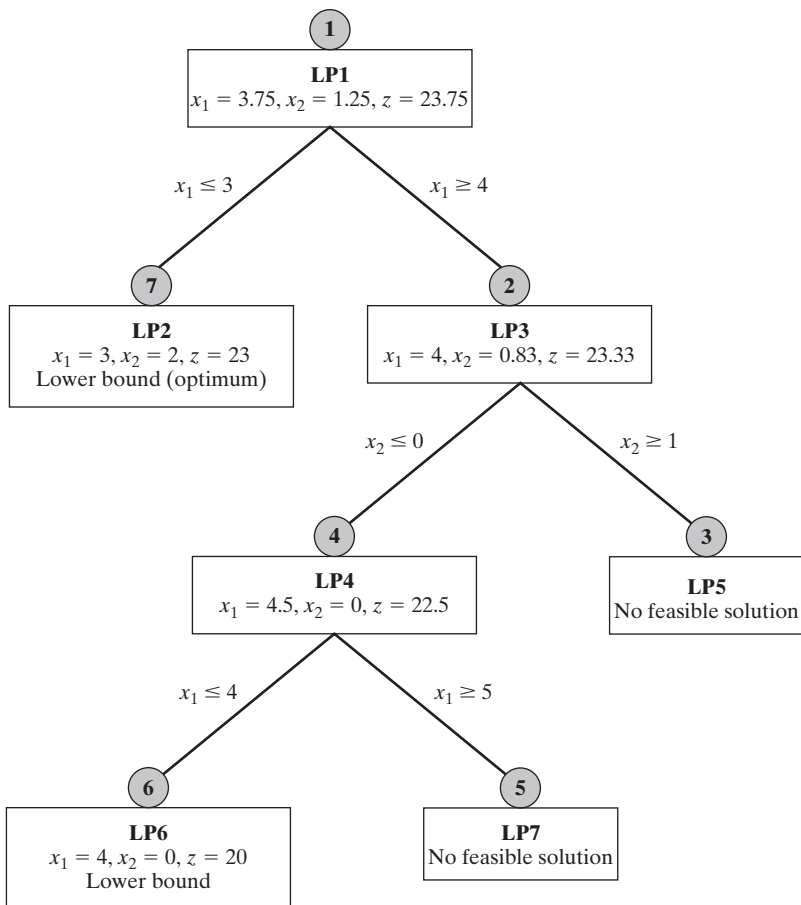 1
LP1
x₁ = 3.75, x₂ = 1.25, z = 23.75
x₁ ≤ 3
x₁ ≥ 4
7
2
LP2
x₁ = 3, x₂ = 2, z = 23
Lower bound (optimum)
LP3
x₁ = 4, x₂ = 0.83, z = 23.33
x₂ ≤ 0
x₂ ≥ 1
4
3
LP4
x₁ = 4.5, x₂ = 0, z = 22.5
LP5
No feasible solution
x₁ ≤ 4
x₁ ≥ 5
6
5
LP6
x₁ = 4, x₂ = 0, z = 20
Lower bound
LP7
No feasible solution